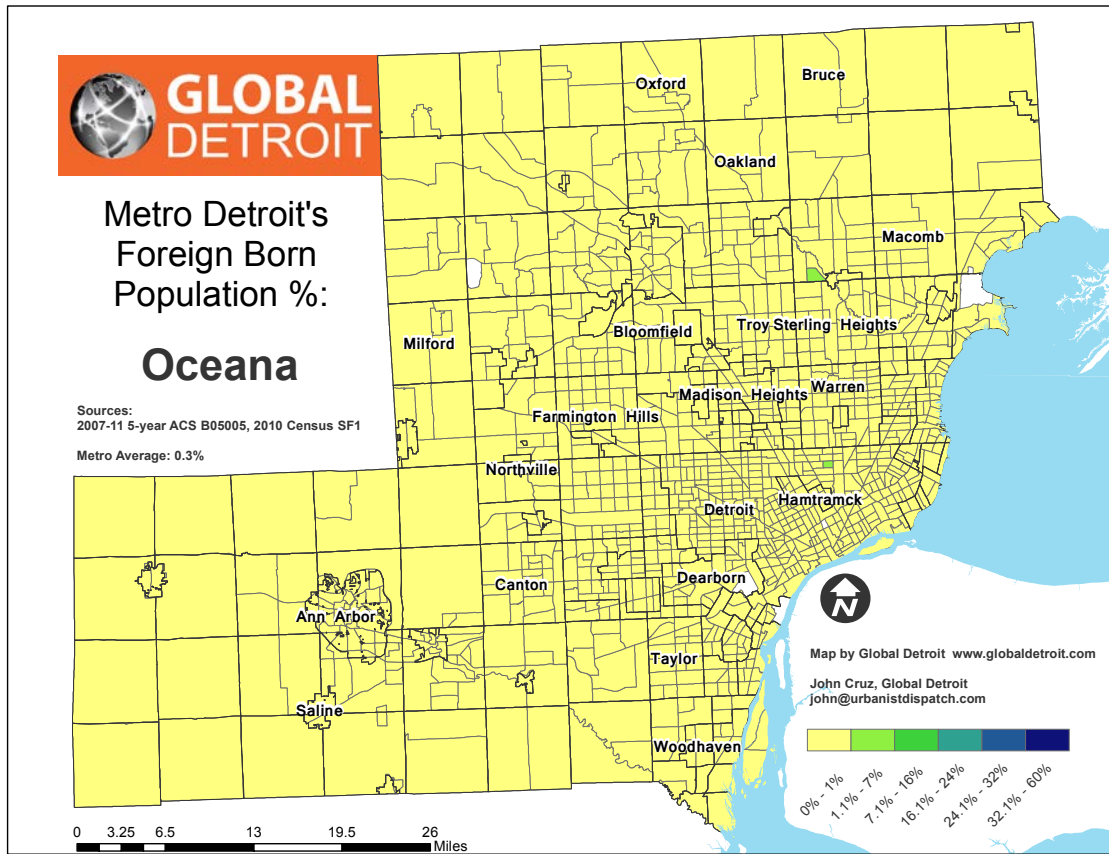 GLOBAL
DETROIT
Metro Detroit's
Foreign Born
Population %:
Oceana
Sources:
2007-11 5-year ACS B05005, 2010 Census SF1
Metro Average: 0.3%
Oxford
Bruce
Oakland
Macomb
Milford
Bloomfield
Troy
Sterling Heights
Madison Heights
Warren
Farmington Hills
Northville
Hamtramck
Detroit
Canton
Dearborn
Ann Arbor
Taylor
Saline
Woodhaven
N
Map by Global Detroit www.globaldetroit.com
John Cruz, Global Detroit
john@urbanistdispatch.com
0% - 1%
1.1% - 7%
7.1% - 16%
16.1% - 24%
24.1% - 32%
32.1% - 60%
0 3.25 6.5 13 19.5 26
Miles